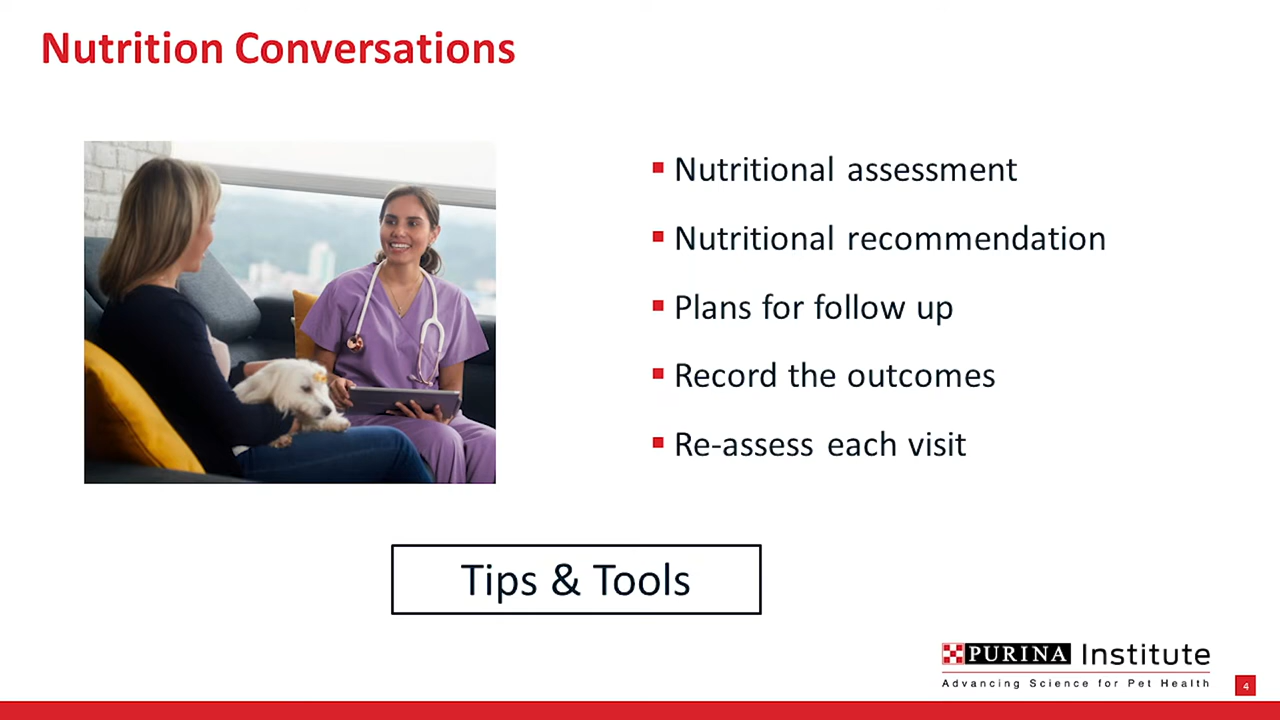 Nutrition Conversations
Nutritional assessment
Nutritional recommendation
Plans for follow up
Record the outcomes
Re-assess each visit
Tips & Tools
PURINA Institute
Advancing Science for Pet Health
4